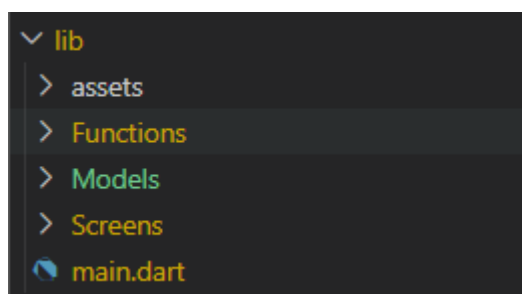 lib
assets
Functions
Models
Screens
main.dart